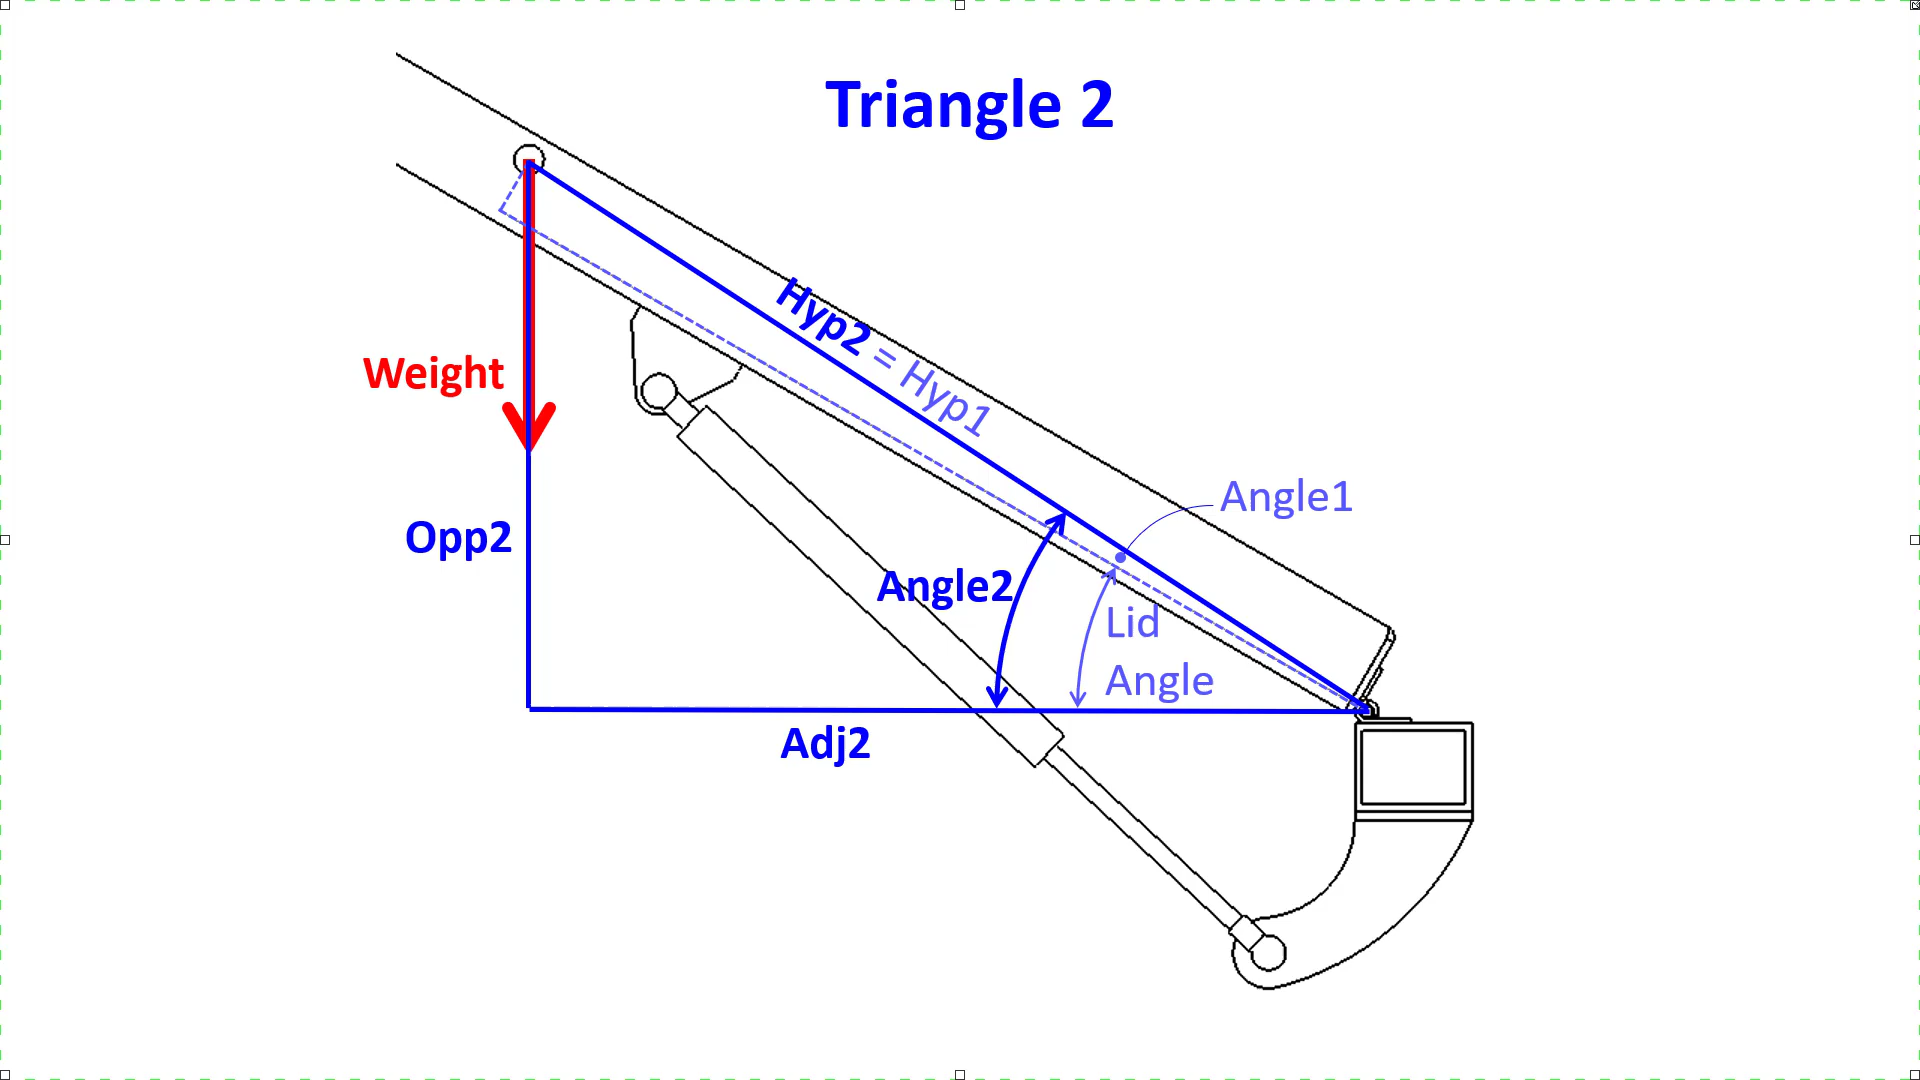 Triangle 2
Hyp2 = Hyp1
Weight
Angle1
Opp2
Angle2
Lid
Angle
Adj2